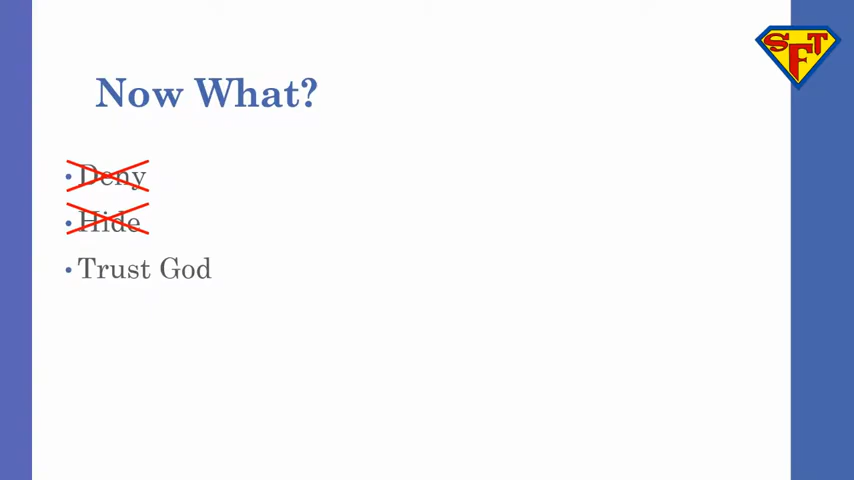 SFT
Now What?
• Deny
• Hide
• Trust God